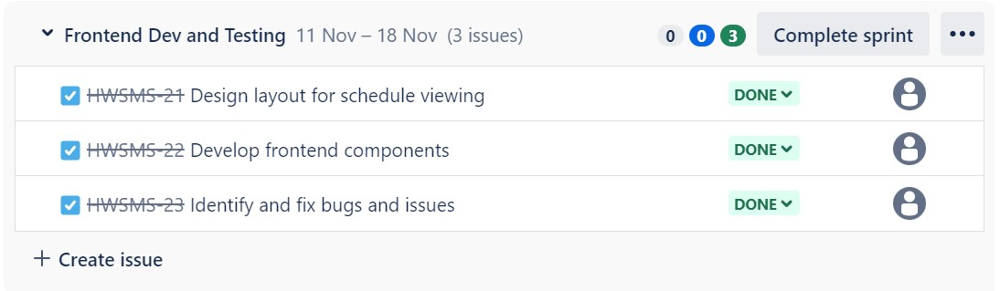 Frontend Dev and Testing 11 Nov – 18 Nov (3 issues) 0 0 3 Complete sprint •••
HWSMS-21 Design layout for schedule viewing DONE
HWSMS-22 Develop frontend components DONE
HWSMS-23 Identify and fix bugs and issues DONE
+ Create issue